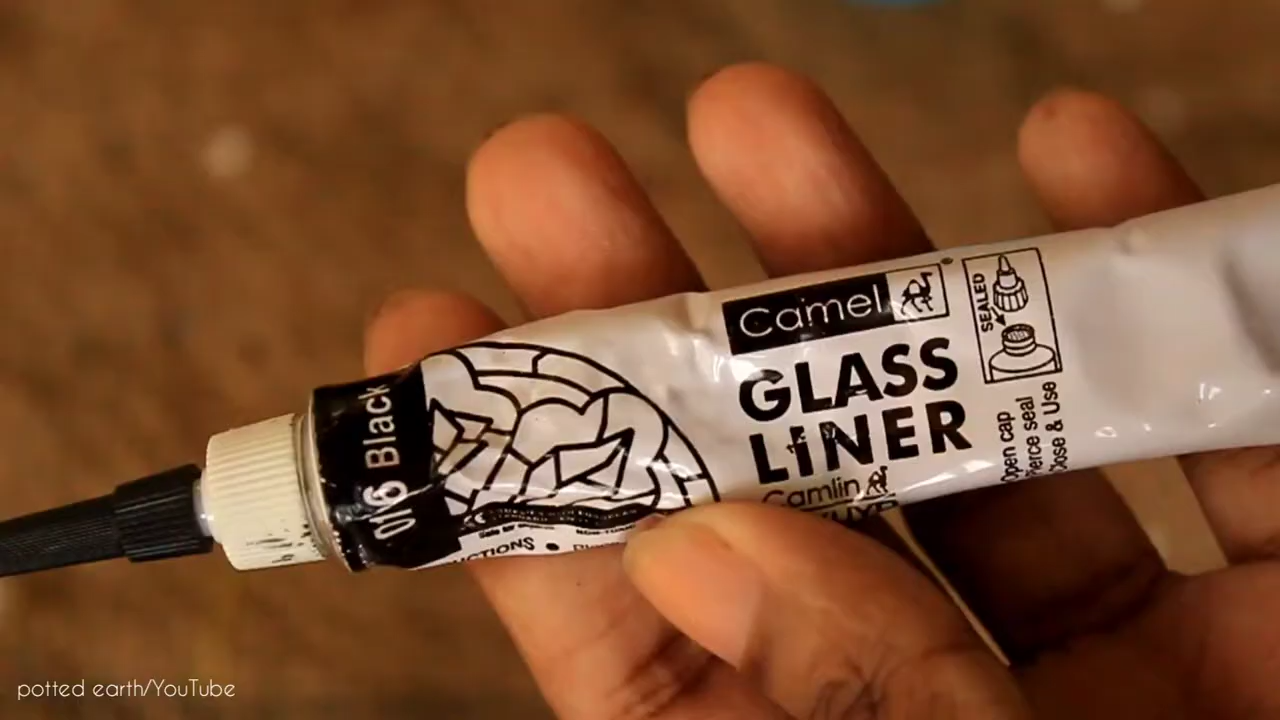 016 Black
Camel
GLASS
LINER
SEALED
Open cap
Pierce seal
Close & Use
Camlin
potted earth/YouTube